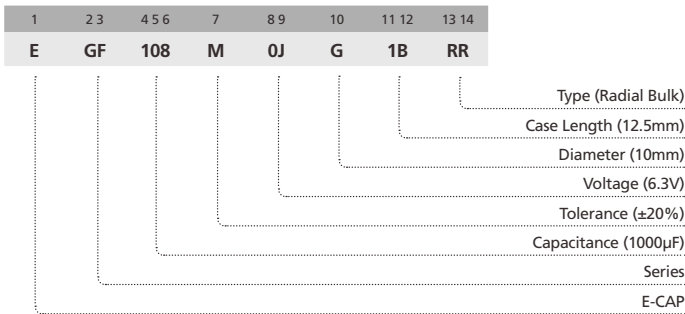 1 2 3 4 5 6 7 8 9 10 11 12 13 14
E GF 108 M 0J G 1B RR
Type (Radial Bulk)
Case Length (12.5mm)
Diameter (10mm)
Voltage (6.3V)
Tolerance (±20%)
Capacitance (1000µF)
Series
E-CAP